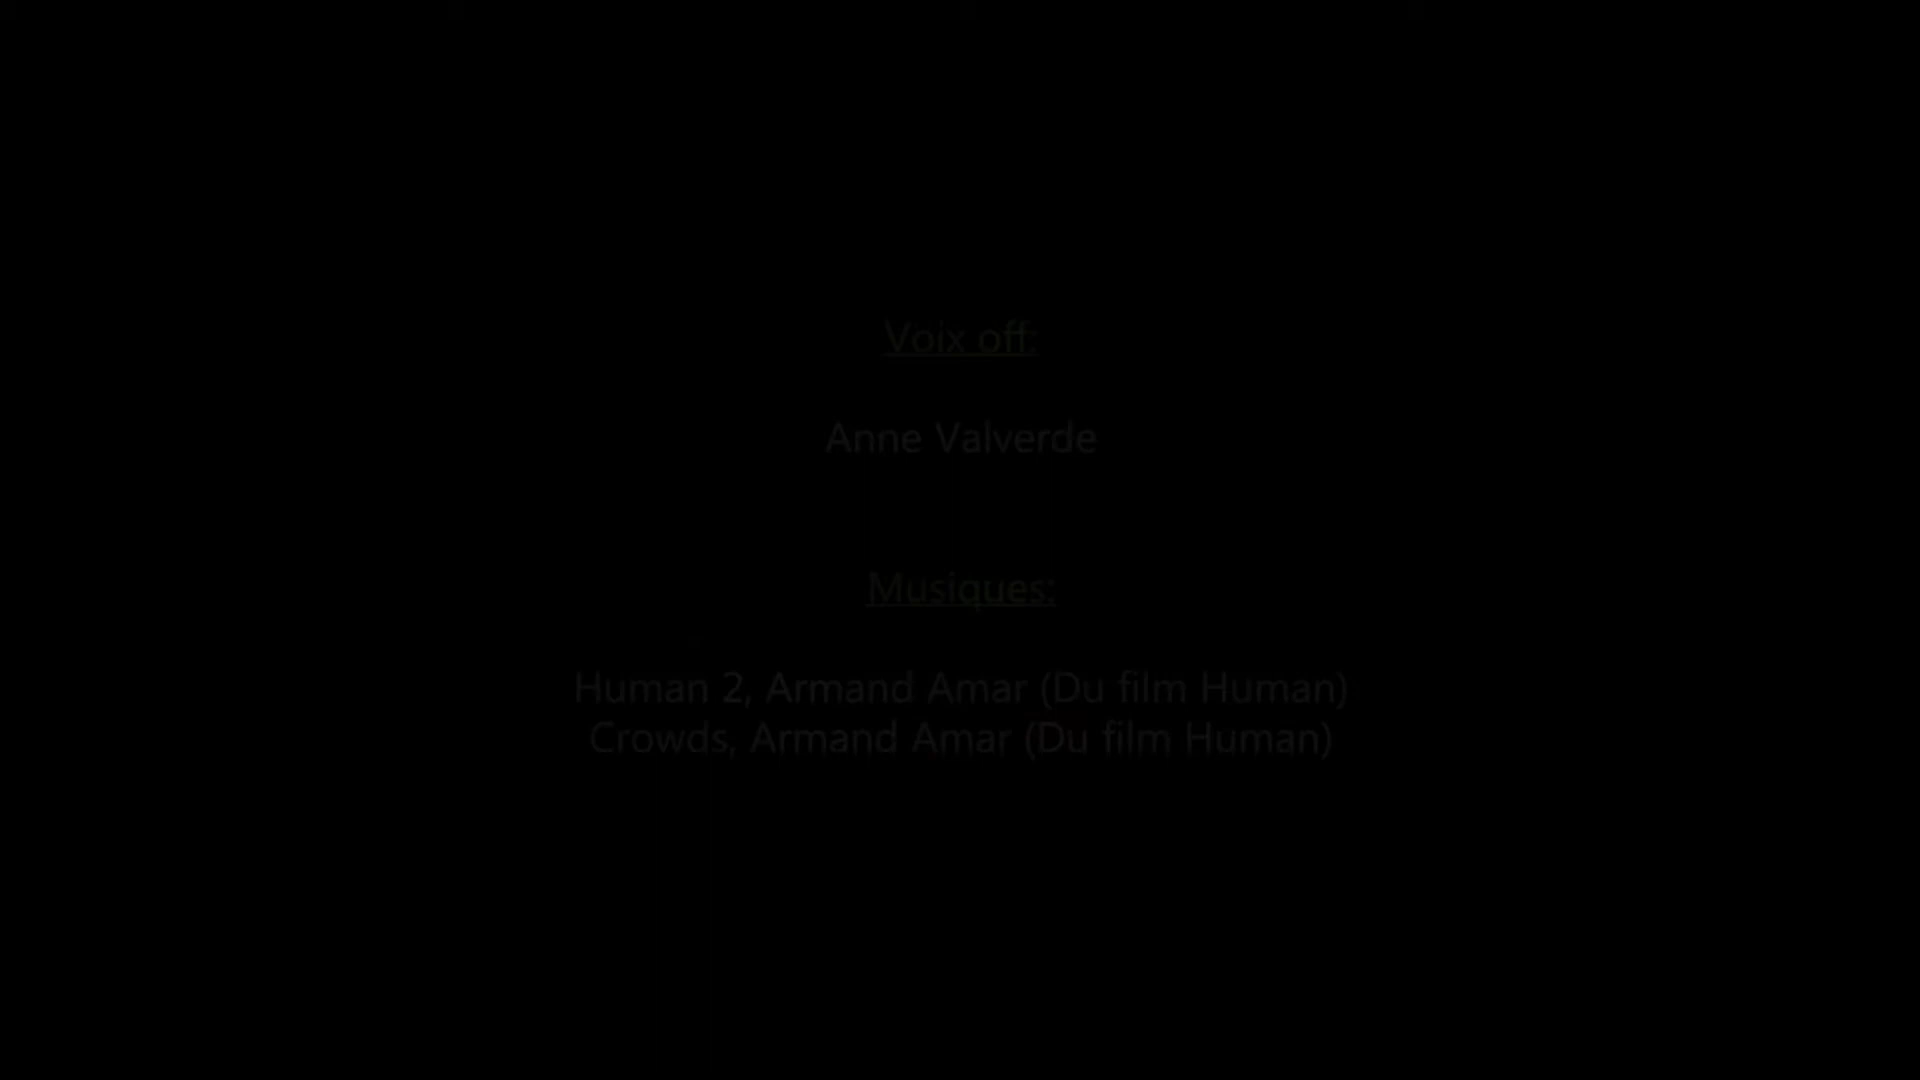 Voix off:
Anne Valverde
Musiques:
Human 2, Armand Amar (Du film Human)
Crowds, Armand Amar (Du film Human)